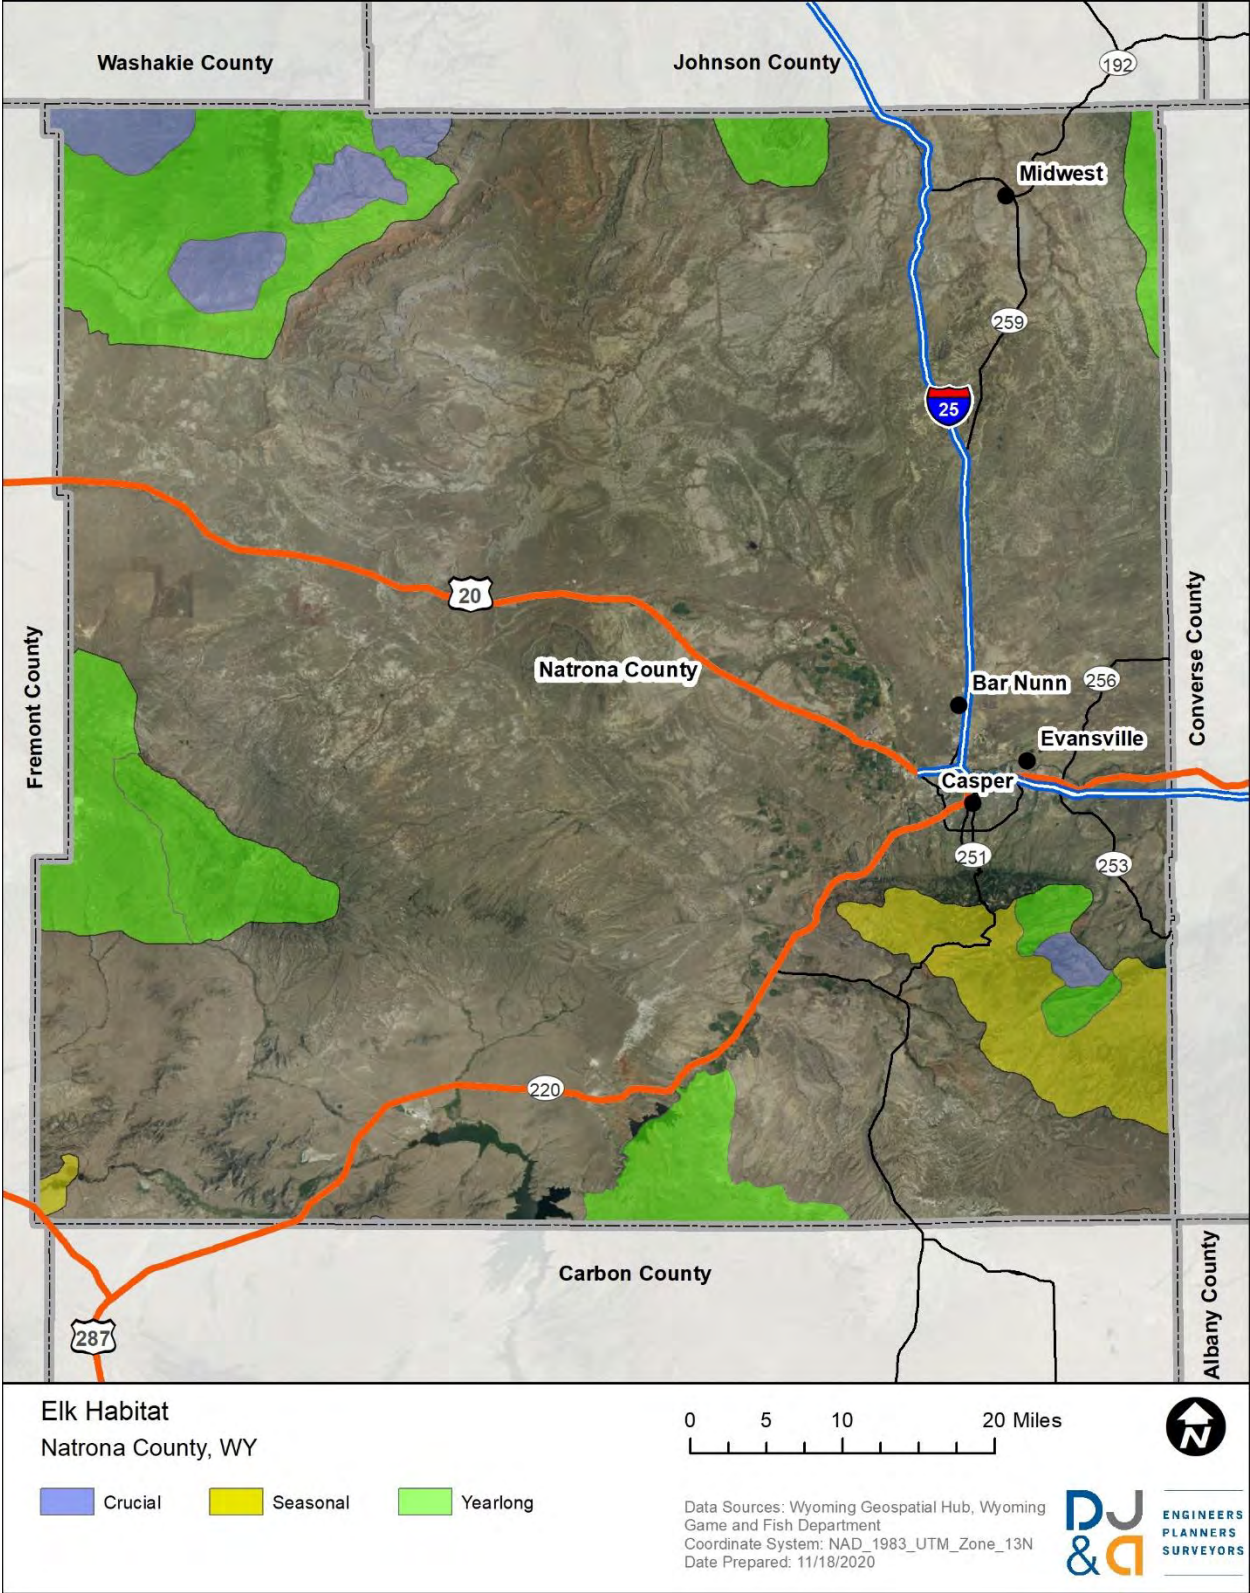 Washakie County
Johnson County
192
Midwest
259
25
20
Natrona County
Bar Nunn
256
Evansville
Casper
251
253
Fremont County
Converse County
220
Carbon County
Albany County
287
Elk Habitat
Natrona County, WY
Crucial
Seasonal
Yearlong
0 5 10 20 Miles
N
Data Sources: Wyoming Geospatial Hub, Wyoming
Game and Fish Department
Coordinate System: NAD_1983_UTM_Zone_13N
Date Prepared: 11/18/2020
DJ
&A
ENGINEERS
PLANNERS
SURVEYORS